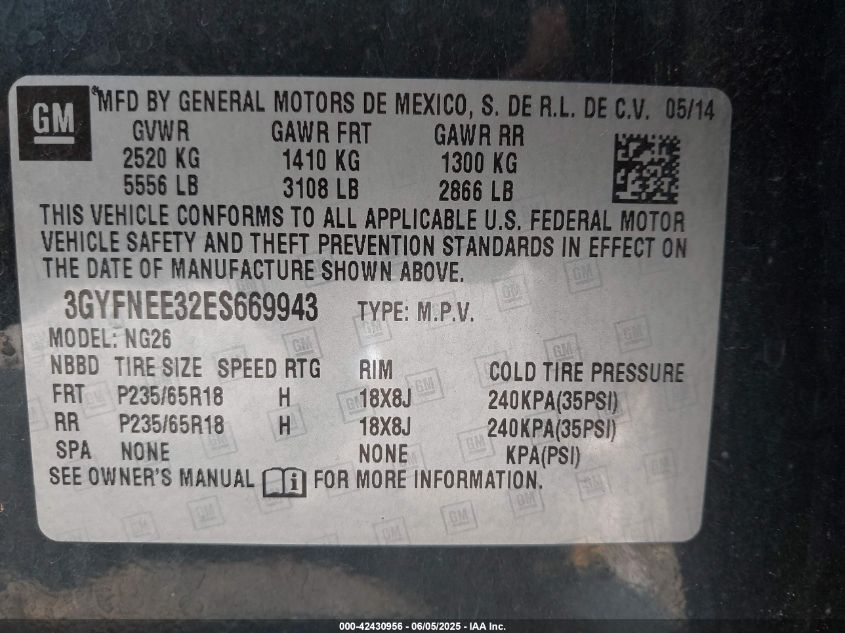 GM
MFD BY GENERAL MOTORS DE MEXICO, S. DE R.L. DE C.V. 05/14
GVWR GAWR FRT GAWR RR
2520 KG 1410 KG 1300 KG
5556 LB 3108 LB 2866 LB
THIS VEHICLE CONFORMS TO ALL APPLICABLE U.S. FEDERAL MOTOR
VEHICLE SAFETY AND THEFT PREVENTION STANDARDS IN EFFECT ON
THE DATE OF MANUFACTURE SHOWN ABOVE.
3GYFNEE32ES669943 TYPE: M.P.V.
MODEL: NG26
NBBD TIRE SIZE SPEED RTG RIM COLD TIRE PRESSURE
FRT P235/65R18 H 18X8J 240KPA(35PSI)
RR P235/65R18 H 18X8J 240KPA(35PSI)
SPA NONE NONE KPA(PSI)
SEE OWNER'S MANUAL FOR MORE INFORMATION.
000-42430956 - 06/05/2025 - IAA Inc.